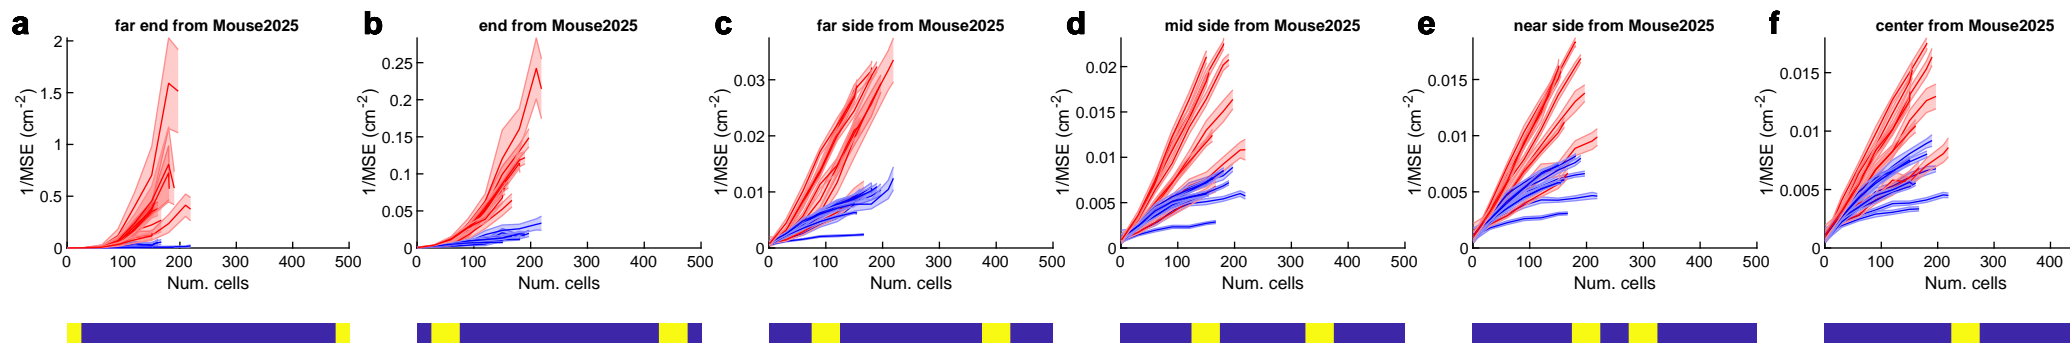 a
far end from Mouse2025
2
1.5
1
0.5
0
1/MSE (cm-2)
0 100 200 300 400 500
Num. cells
b
end from Mouse2025
0.25
0.2
0.15
0.1
0.05
0
1/MSE (cm-2)
0 100 200 300 400 500
Num. cells
c
far side from Mouse2025
0.03
0.02
0.01
0
1/MSE (cm-2)
0 100 200 300 400 500
Num. cells
d
mid side from Mouse2025
0.02
0.015
0.01
0.005
0
1/MSE (cm-2)
0 100 200 300 400 500
Num. cells
e
near side from Mouse2025
0.015
0.01
0.005
0
1/MSE (cm-2)
0 100 200 300 400 500
Num. cells
f
center from Mouse2025
0.015
0.01
0.005
0
1/MSE (cm-2)
0 100 200 300 400
Num. cells